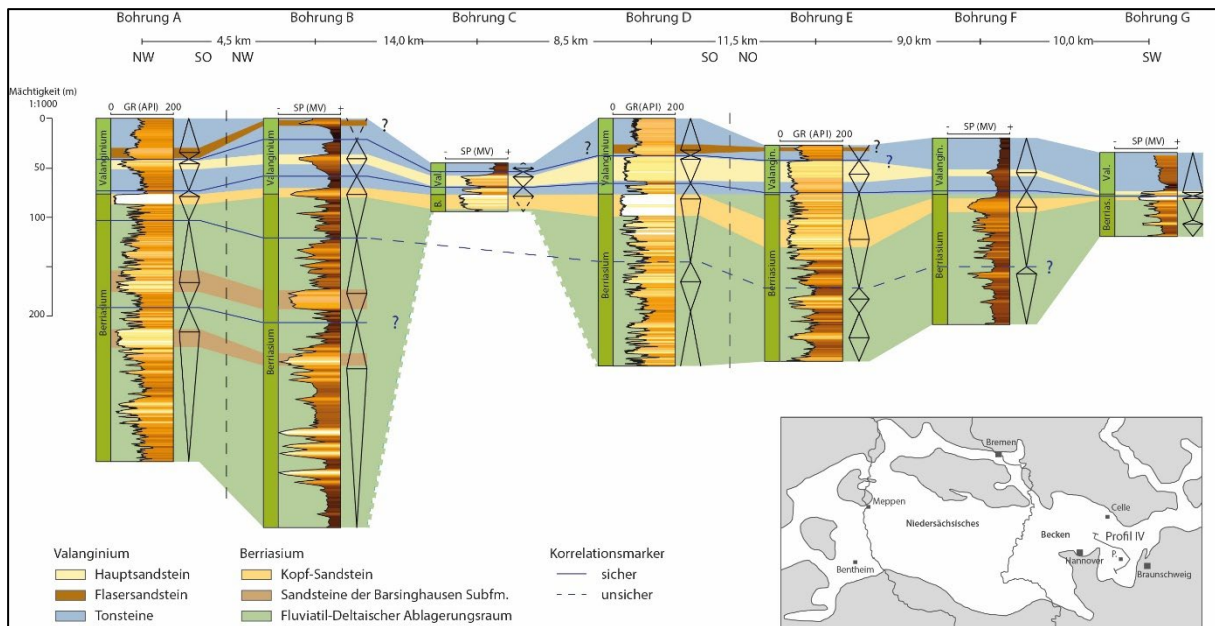 Bohrung A Bohrung B Bohrung C Bohrung D Bohrung E Bohrung F Bohrung G
4,5 km 14,0 km 8,5 km 11,5 km 9,0 km 10,0 km
NW SO NW SO NO SW
Mächtigkeit (m)
1:1000
0
50
100
200
0 GR (API) 200
Valanginium
Berriasium
- SP (MV) +
Valanginium
Berriasium
?
?
- SP (MV) +
Val.
B.
0 GR(API) 200
Valanginium
Berriasium
?
0 GR (API) 200
Valangin.
Berriasium
?
?
- SP (MV) +
Valangin.
Berriasium
?
- SP (MV) +
Val.
Berrias.
Valanginium
Hauptsandstein
Flasersandstein
Tonsteine
Berriasium
Kopf-Sandstein
Sandsteine der Barsinghausen Subfm.
Fluviatil-Deltaischer Ablagerungsraum
Korrelationsmarker
sicher
unsicher
Bremen
Meppen
Celle
Niedersächsisches
Becken
Profil IV
P.
Hannover
Bentheim
Braunschweig